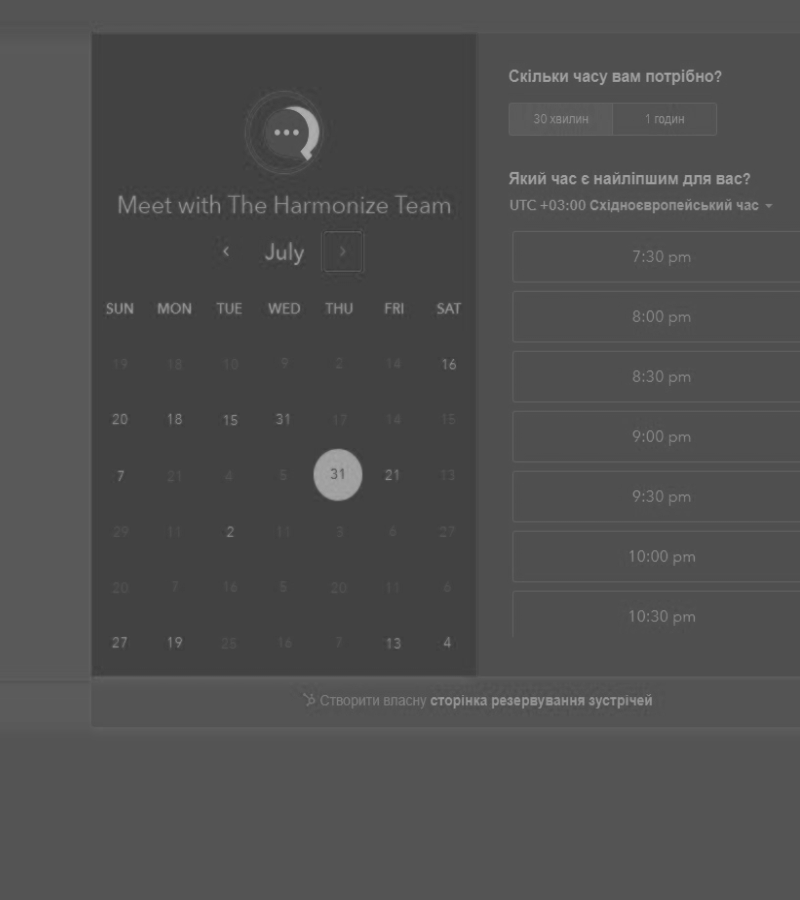 Meet with The Harmonize Team
July
SUN MON TUE WED THU FRI SAT
19 18 10 9 2 14 16
20 18 15 31 17 14 15
7 21 4 5 31 21 13
29 11 2 11 3 6 27
20 7 16 5 20 11 6
27 19 25 16 7 13 4
Скільки часу вам потрібно?
30 хвилин 1 годин
Який час є найліпшим для вас?
UTC +03:00 Східноєвропейський час
7:30 pm
8:00 pm
8:30 pm
9:00 pm
9:30 pm
10:00 pm
10:30 pm
Створити власну сторінка резервування зустрічей